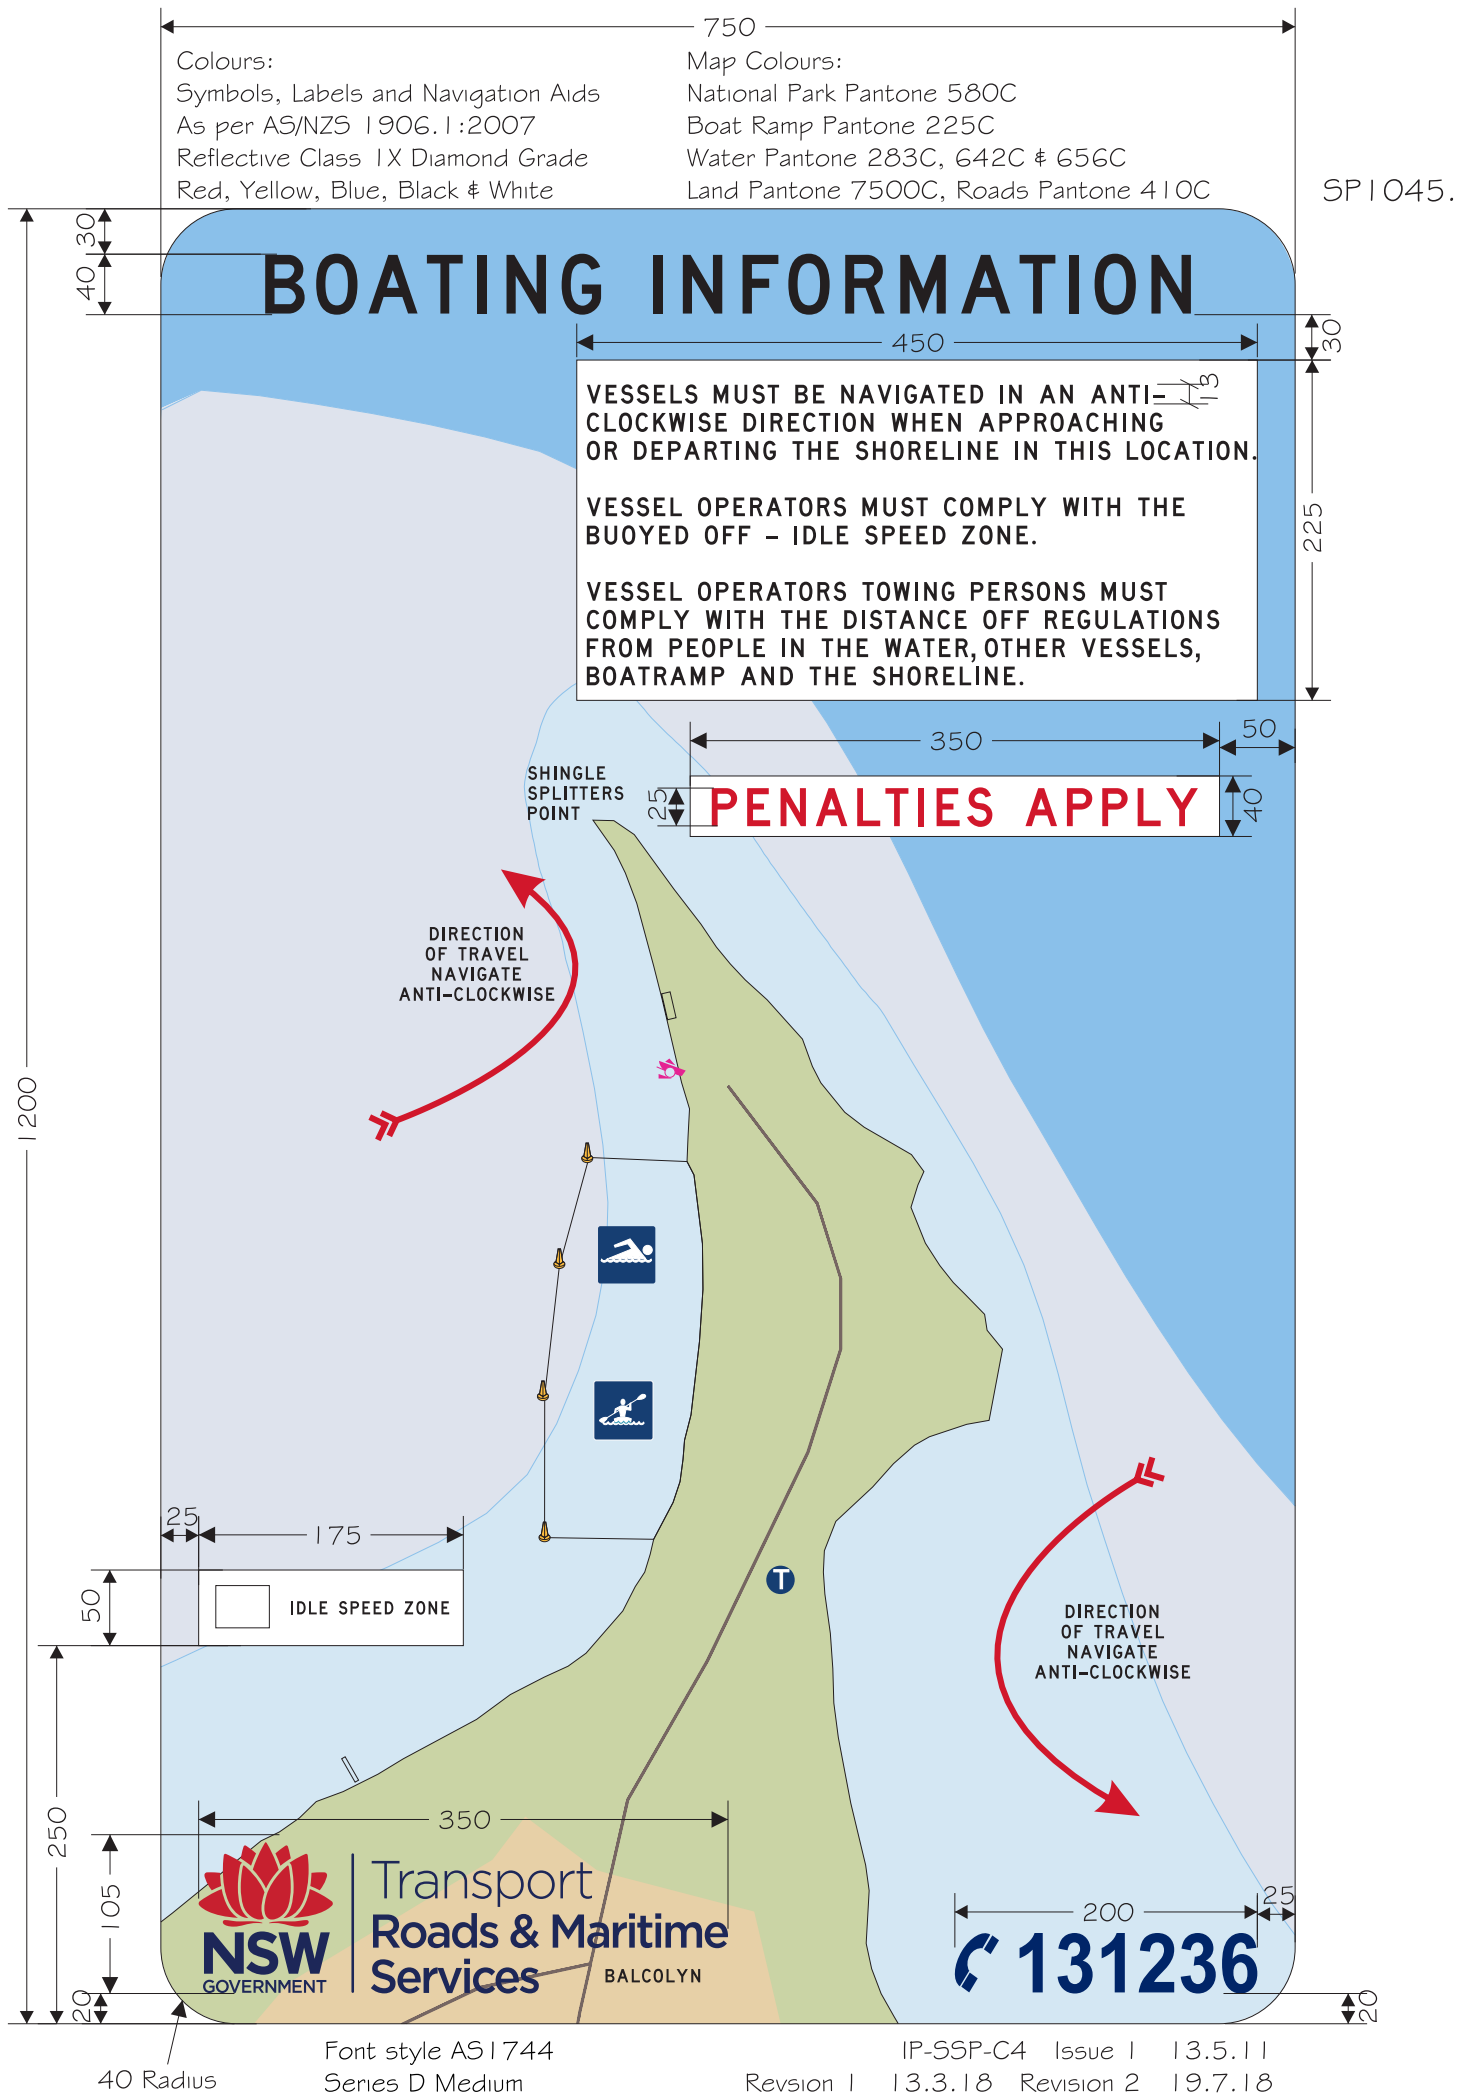 750
Colours:
Symbols, Labels and Navigation Aids
As per AS/NZS 1906.1:2007
Reflective Class 1X Diamond Grade
Red, Yellow, Blue, Black & White
Map Colours:
National Park Pantone 580C
Boat Ramp Pantone 225C
Water Pantone 283C, 642C & 656C
Land Pantone 7500C, Roads Pantone 410C
SP1045.
30
40
BOATING INFORMATION
30
450
VESSELS MUST BE NAVIGATED IN AN ANTI-
CLOCKWISE DIRECTION WHEN APPROACHING
OR DEPARTING THE SHORELINE IN THIS LOCATION.
13
VESSEL OPERATORS MUST COMPLY WITH THE
BUOYED OFF – IDLE SPEED ZONE.
225
VESSEL OPERATORS TOWING PERSONS MUST
COMPLY WITH THE DISTANCE OFF REGULATIONS
FROM PEOPLE IN THE WATER, OTHER VESSELS,
BOATRAMP AND THE SHORELINE.
350
50
SHINGLE
SPLITTERS
POINT
25
PENALTIES APPLY
40
DIRECTION
OF TRAVEL
NAVIGATE
ANTI-CLOCKWISE
1200
25
175
50
IDLE SPEED ZONE
T
DIRECTION
OF TRAVEL
NAVIGATE
ANTI-CLOCKWISE
250
350
105
NSW
GOVERNMENT
Transport
Roads & Maritime
Services
BALCOLYN
200
25
131236
20
20
40 Radius
Font style AS1744
Series D Medium
IP-SSP-C4 Issue 1 13.5.11
Revsion 1 13.3.18 Revision 2 19.7.18